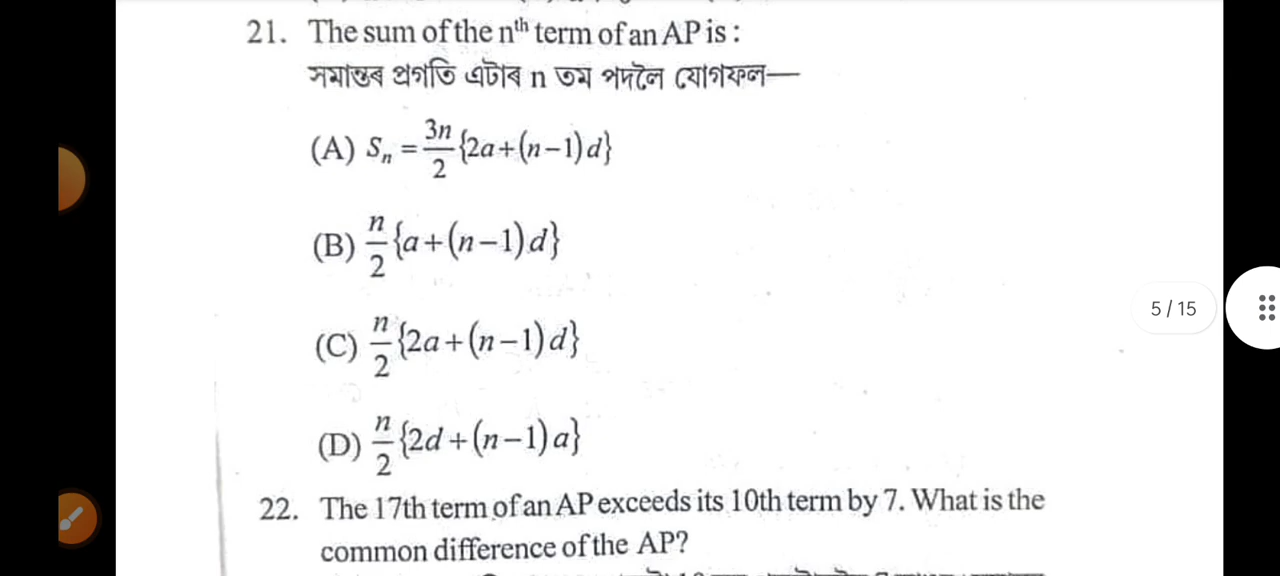 21. The sum of the nth term of an AP is :
সমান্তৰ প্ৰগতি এটাৰ n তম পদলৈ যোগফল—
(A) Sn = 3n/2 {2a+(n−1)d}
(B) n/2 {a+(n−1)d}
(C) n/2 {2a+(n−1)d}
5 / 15
(D) n/2 {2d+(n−1)a}
22. The 17th term of an AP exceeds its 10th term by 7. What is the
common difference of the AP?